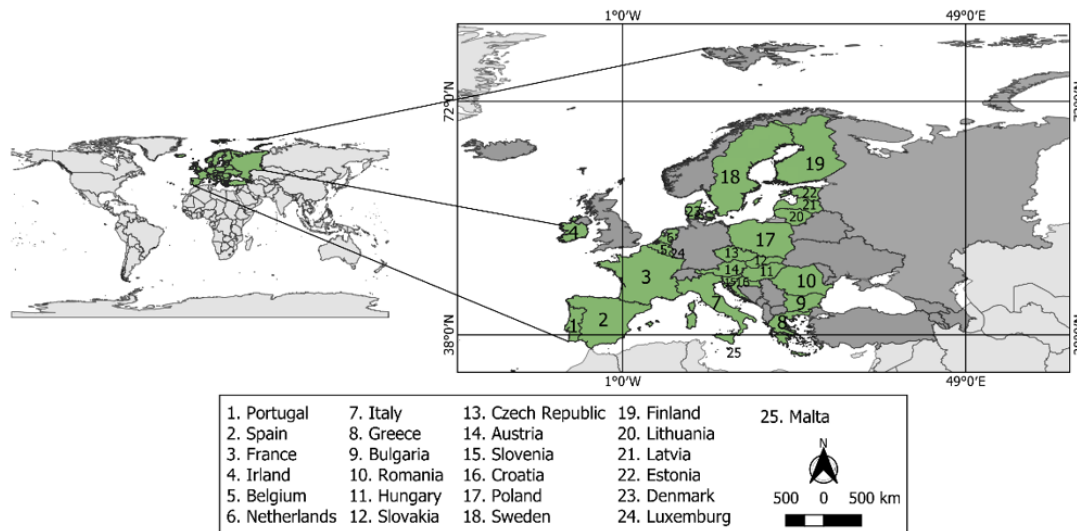 1°0'W 49°0'E
72°0'N 72°0'N
19
18
22
21
23 20
4
6 17
5 24 13
12
3 14 11
15 16 10
7 9
1 2 8
38°0'N 38°0'N
25
1°0'W 49°0'E
1. Portugal 7. Italy 13. Czech Republic 19. Finland 25. Malta
2. Spain 8. Greece 14. Austria 20. Lithuania
3. France 9. Bulgaria 15. Slovenia 21. Latvia
4. Irland 10. Romania 16. Croatia 22. Estonia N
5. Belgium 11. Hungary 17. Poland 23. Denmark 500 0 500 km
6. Netherlands 12. Slovakia 18. Sweden 24. Luxemburg